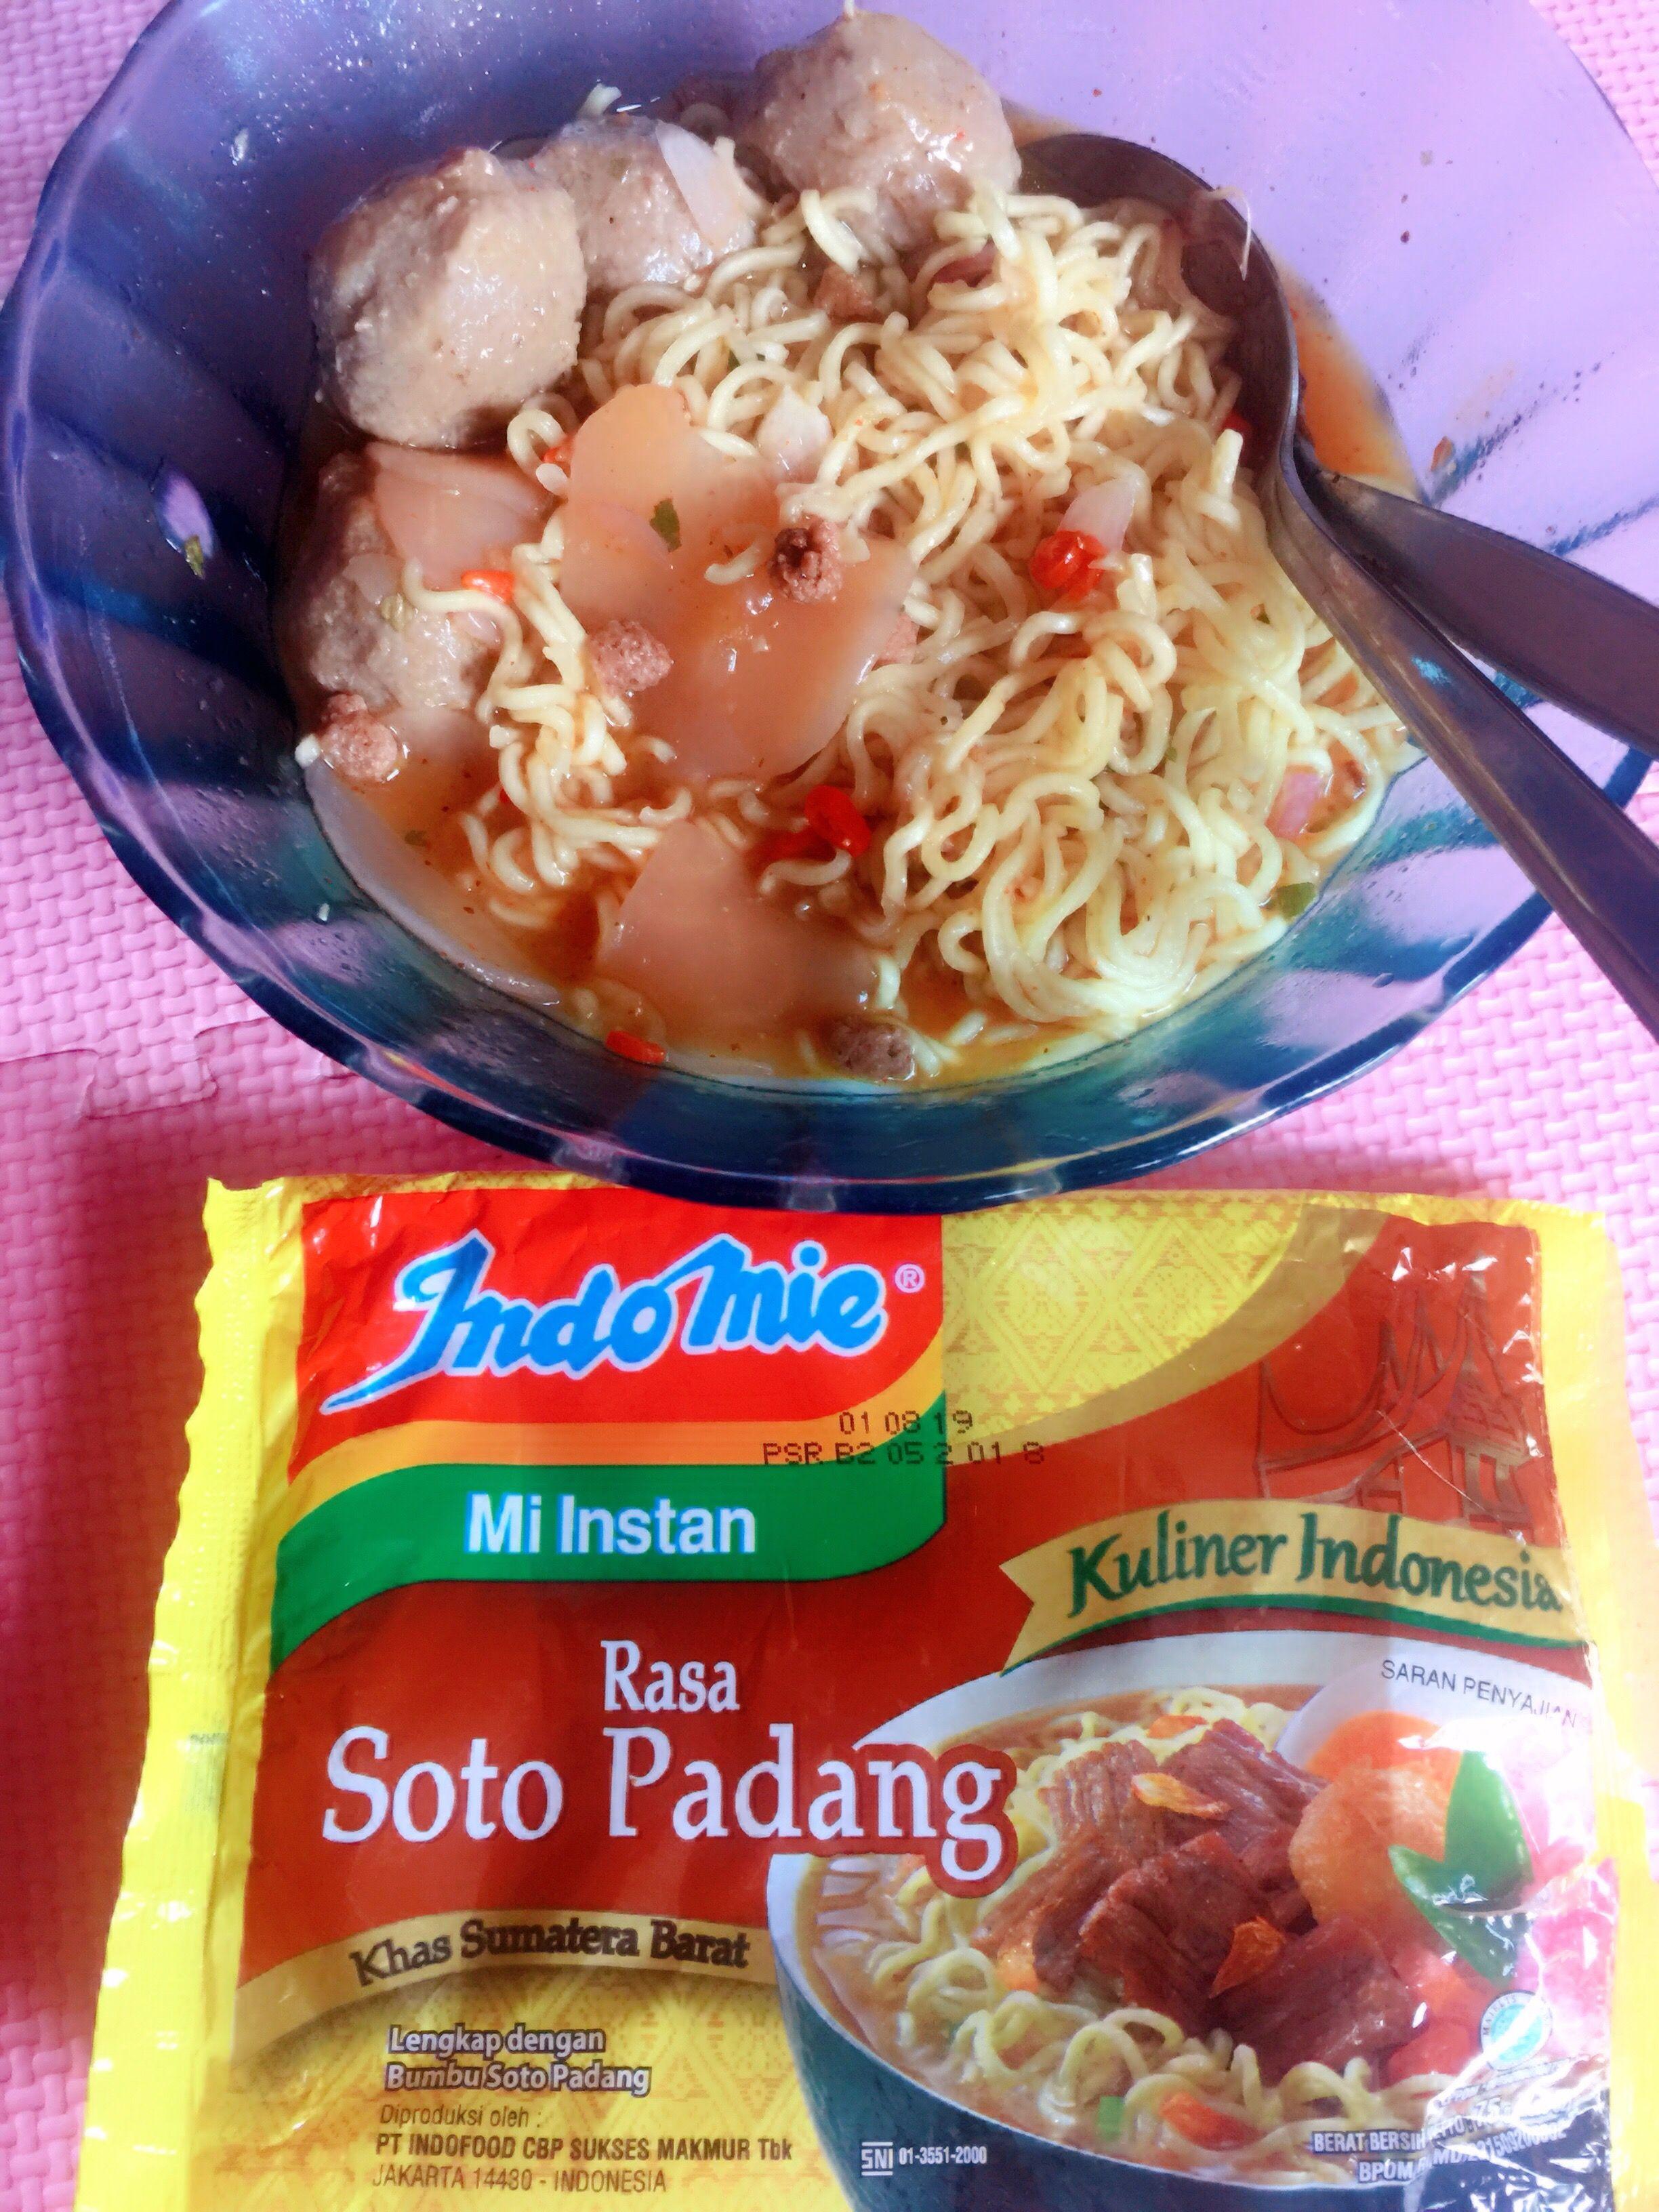 Indomie®
01 08 19
PSR B2 05 2 01 8
Mi Instan
Kuliner Indonesia
SARAN PENYAJIAN
Rasa
Soto Padang
Khas Sumatera Barat
Lengkap dengan
Bumbu Soto Padang
Diproduksi oleh :
PT INDOFOOD CBP SUKSES MAKMUR Tbk
JAKARTA 14430 - INDONESIA
SNI 01-3551-2000
BERAT BERSIH
BPOM